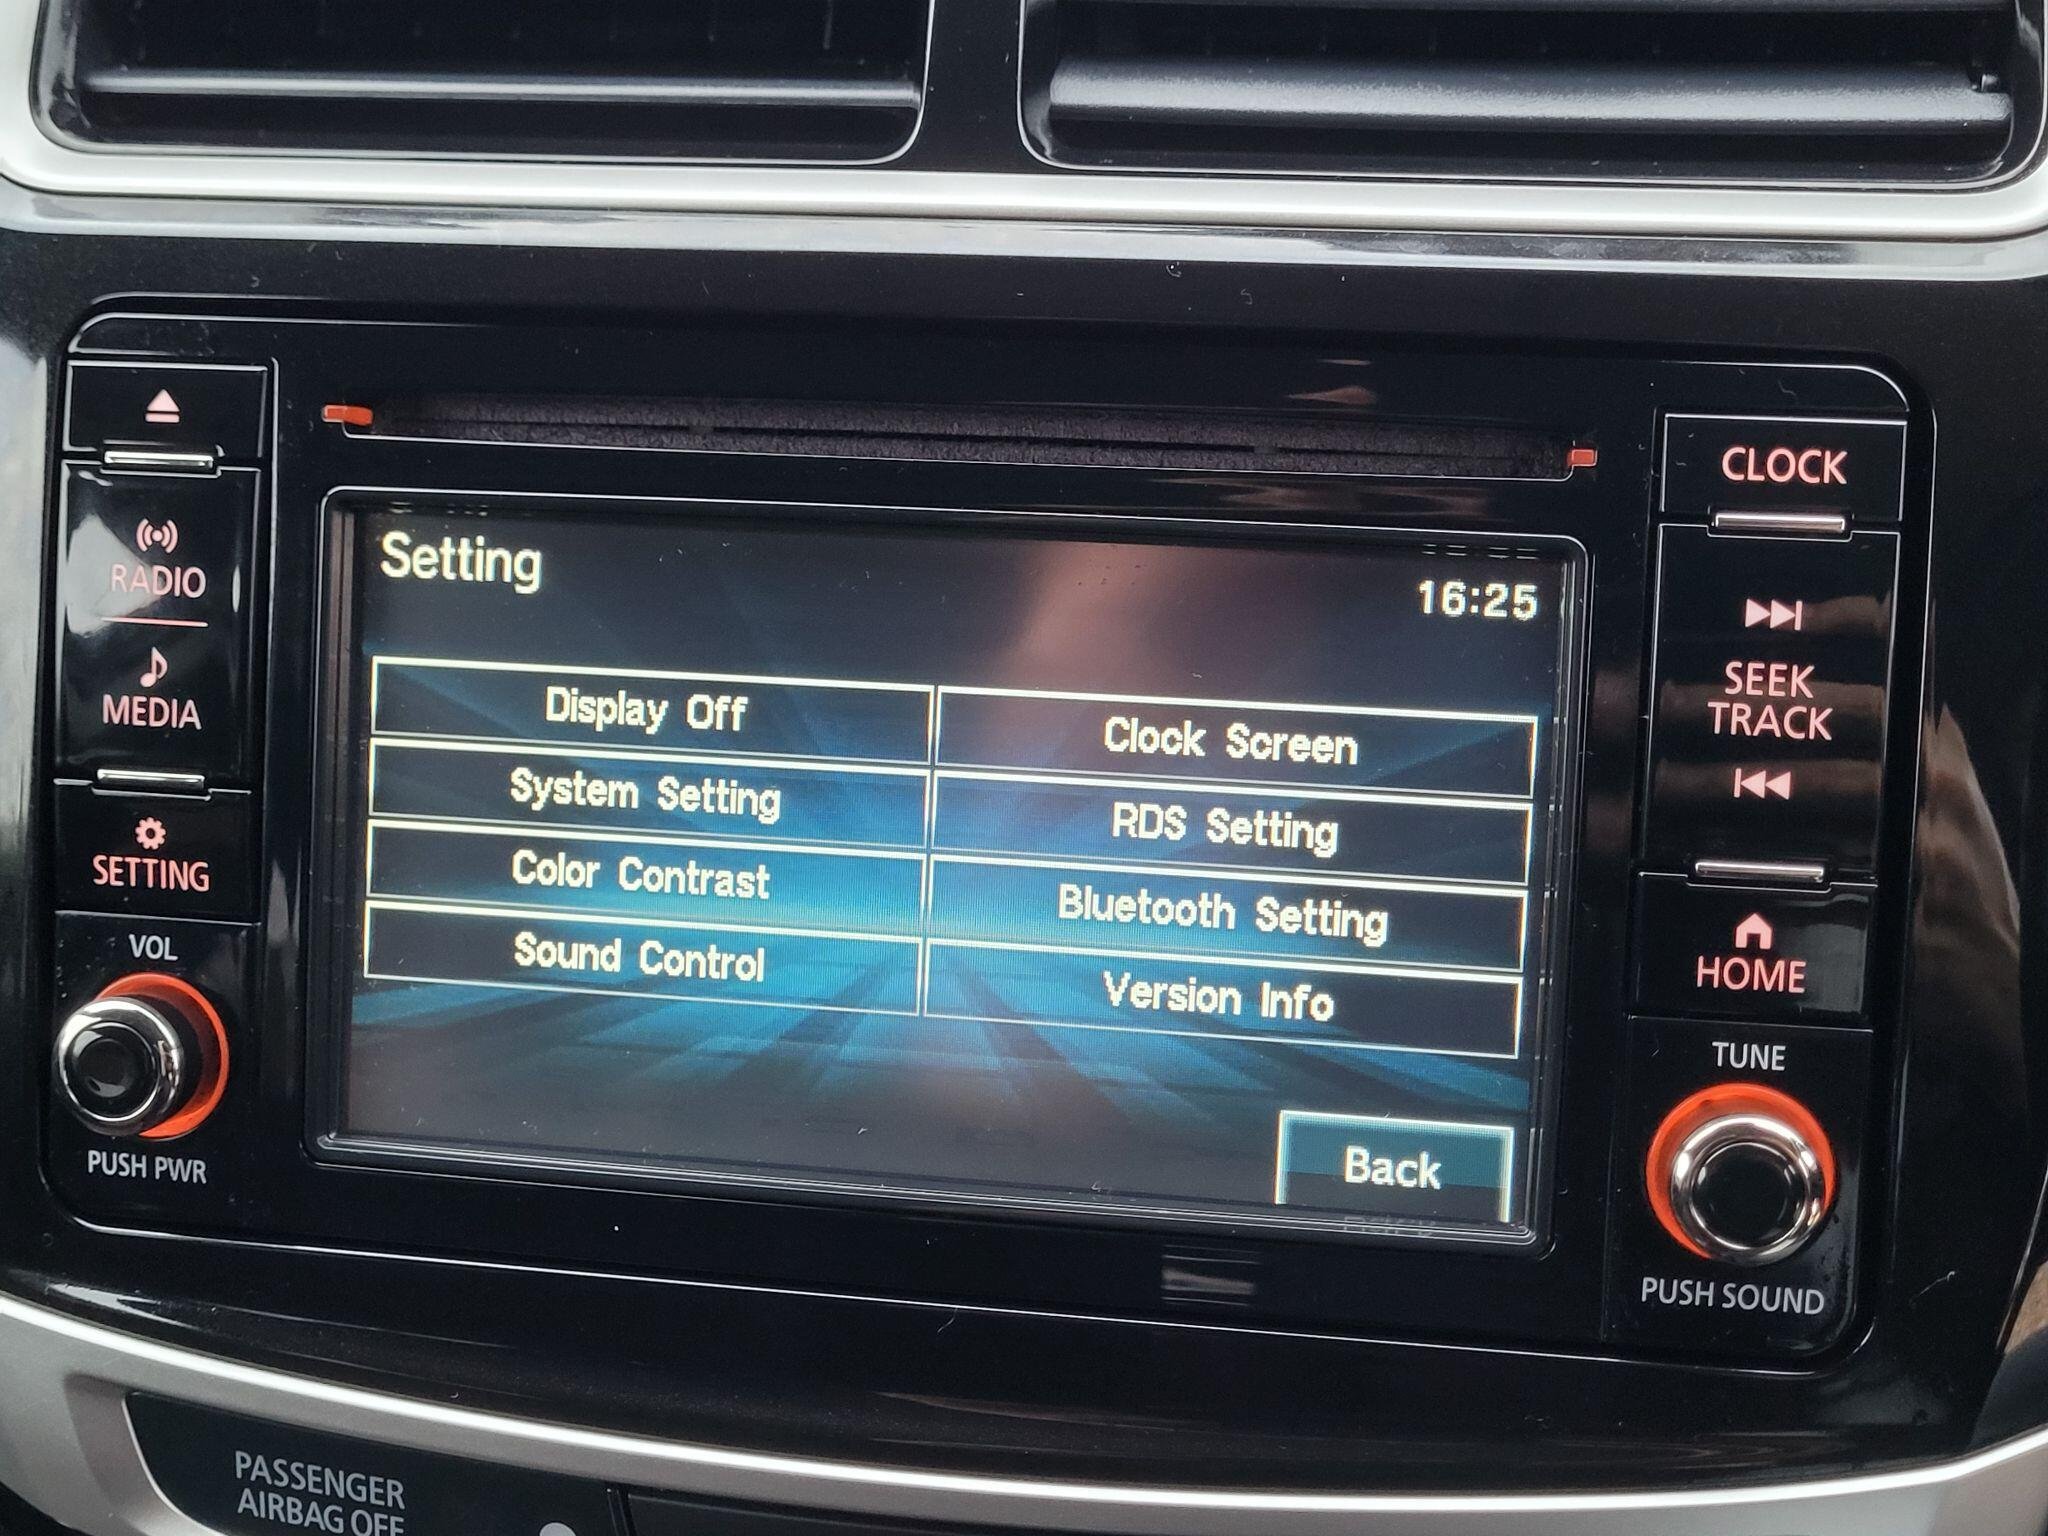 CLOCK
RADIO
MEDIA
SETTING
VOL
PUSH PWR
Setting
16:25
Display Off
Clock Screen
System Setting
RDS Setting
Color Contrast
Bluetooth Setting
Sound Control
Version Info
Back
SEEK
TRACK
HOME
TUNE
PUSH SOUND
PASSENGER
AIRBAG OFF